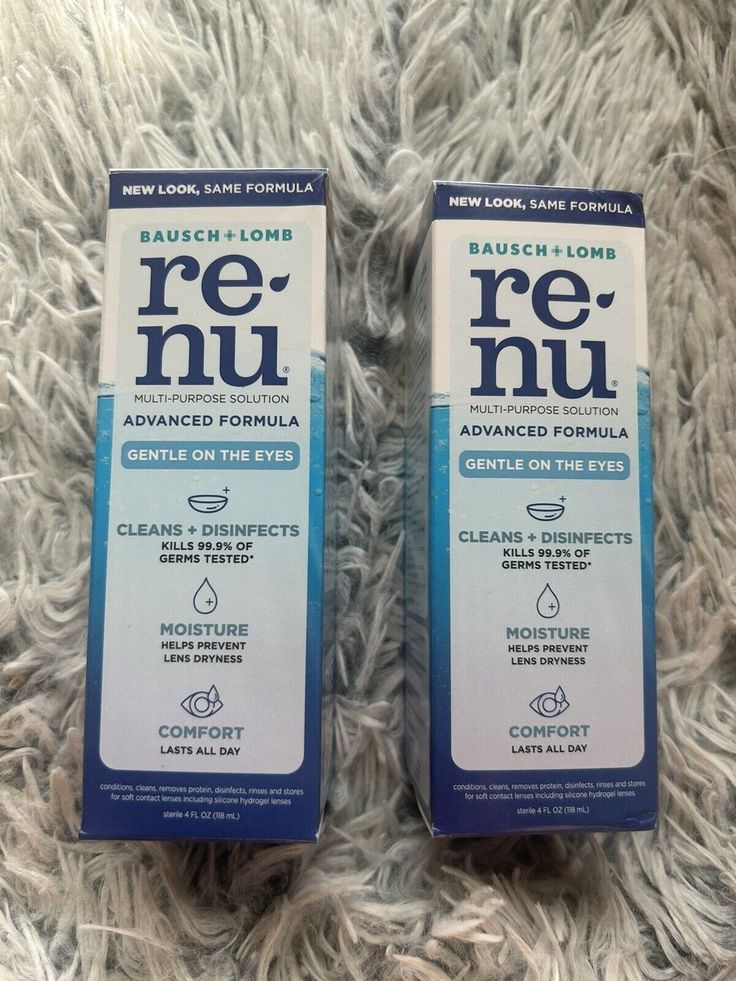 NEW LOOK, SAME FORMULA
BAUSCH + LOMB
re·
nu®
MULTI-PURPOSE SOLUTION
ADVANCED FORMULA
GENTLE ON THE EYES
CLEANS + DISINFECTS
KILLS 99.9% OF
GERMS TESTED*
MOISTURE
HELPS PREVENT
LENS DRYNESS
COMFORT
LASTS ALL DAY
conditions, cleans, removes protein, disinfects, rinses and stores
for soft contact lenses including silicone hydrogel lenses
sterile 4 FL OZ (118 mL)
NEW LOOK, SAME FORMULA
BAUSCH + LOMB
re·
nu®
MULTI-PURPOSE SOLUTION
ADVANCED FORMULA
GENTLE ON THE EYES
CLEANS + DISINFECTS
KILLS 99.9% OF
GERMS TESTED*
MOISTURE
HELPS PREVENT
LENS DRYNESS
COMFORT
LASTS ALL DAY
conditions, cleans, removes protein, disinfects, rinses and stores
for soft contact lenses including silicone hydrogel lenses
sterile 4 FL OZ (118 mL)